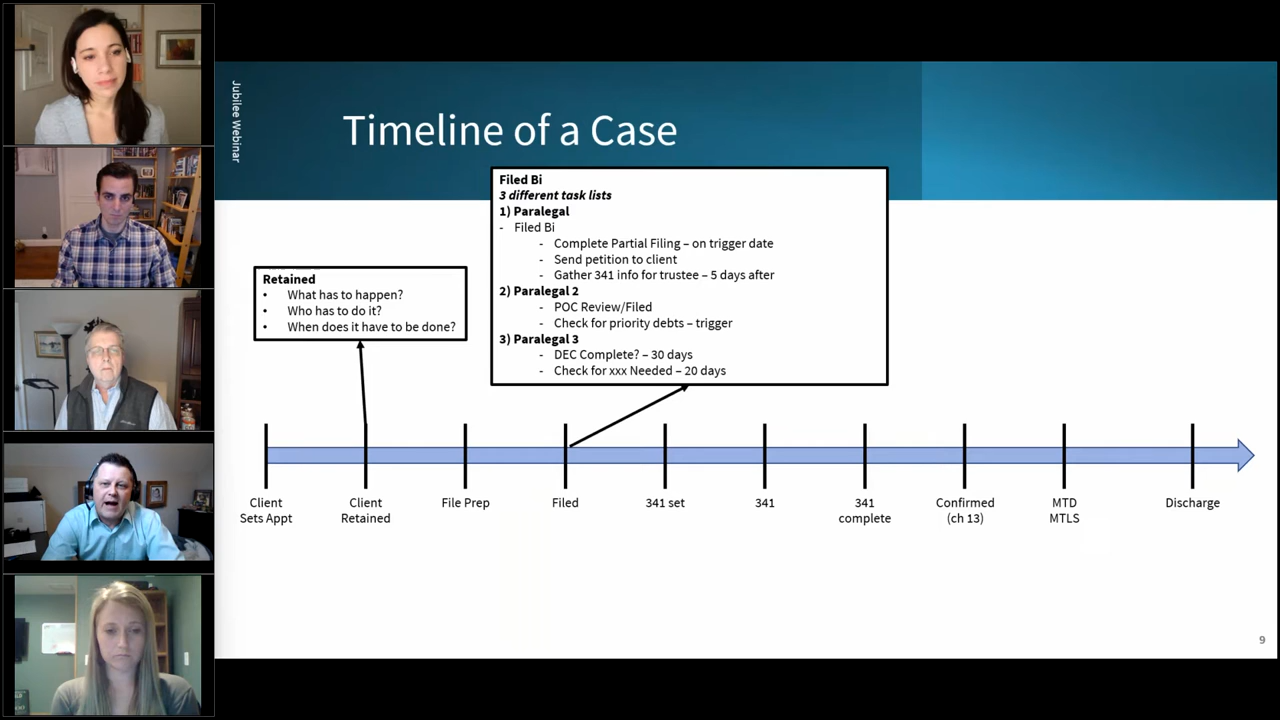 Jubilee Webinar
Timeline of a Case
Filed Bi
3 different task lists
1) Paralegal
- Filed Bi
- Complete Partial Filing – on trigger date
- Send petition to client
- Gather 341 info for trustee – 5 days after
2) Paralegal 2
- POC Review/Filed
- Check for priority debts – trigger
3) Paralegal 3
- DEC Complete? – 30 days
- Check for xxx Needed – 20 days
Retained
• What has to happen?
• Who has to do it?
• When does it have to be done?
Client
Sets Appt
Client
Retained
File Prep
Filed
341 set
341
341
complete
Confirmed
(ch 13)
MTD
MTLS
Discharge
9